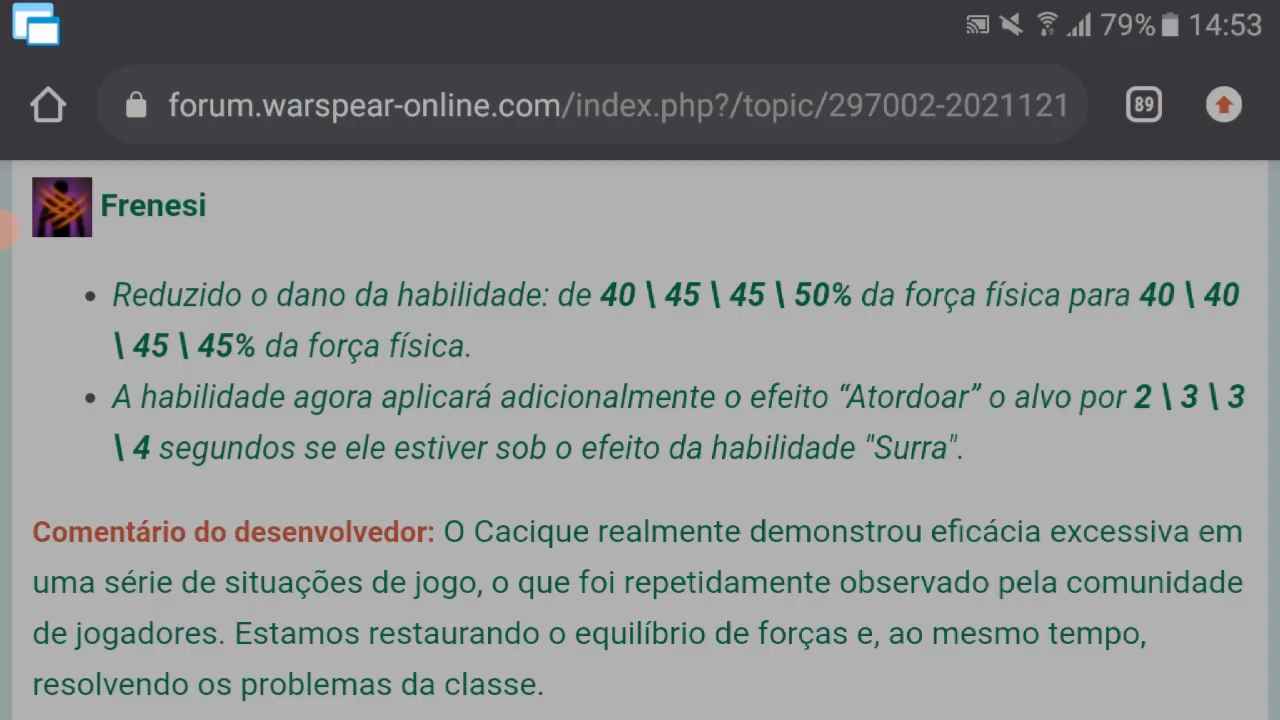 79% 14:53
forum.warspear-online.com/index.php?/topic/297002-2021121
89
Frenesi
• Reduzido o dano da habilidade: de 40 \ 45 \ 45 \ 50% da força física para 40 \ 40
\ 45 \ 45% da força física.
• A habilidade agora aplicará adicionalmente o efeito “Atordoar” o alvo por 2 \ 3 \ 3
\ 4 segundos se ele estiver sob o efeito da habilidade "Surra".
Comentário do desenvolvedor: O Cacique realmente demonstrou eficácia excessiva em
uma série de situações de jogo, o que foi repetidamente observado pela comunidade
de jogadores. Estamos restaurando o equilíbrio de forças e, ao mesmo tempo,
resolvendo os problemas da classe.